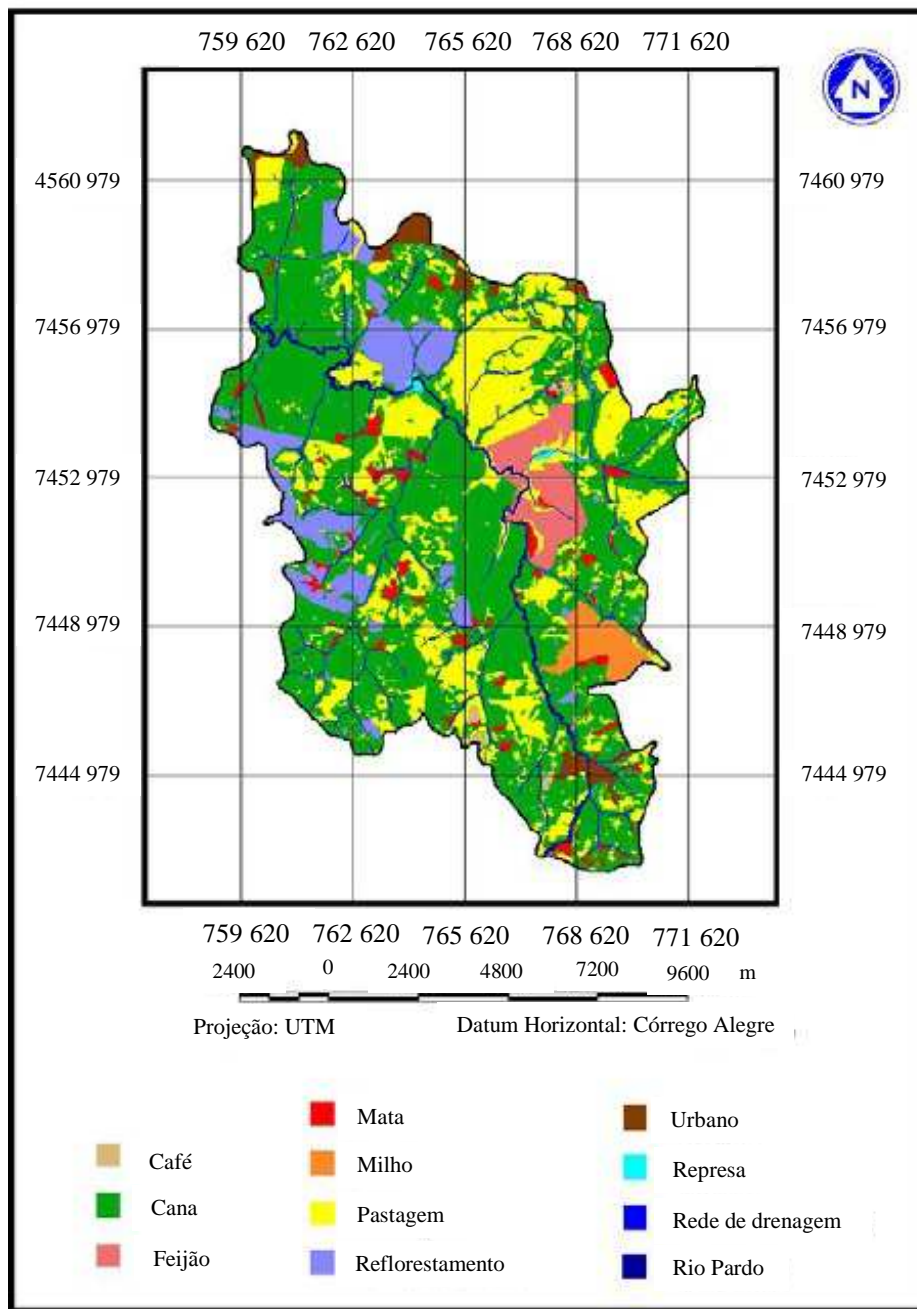 759 620 762 620 765 620 768 620 771 620
N
4560 979 7460 979
7456 979 7456 979
7452 979 7452 979
7448 979 7448 979
7444 979 7444 979
759 620 762 620 765 620 768 620 771 620
2400 0 2400 4800 7200 9600 m
Projeção: UTM Datum Horizontal: Córrego Alegre
Café
Cana
Feijão
Mata
Milho
Pastagem
Reflorestamento
Urbano
Represa
Rede de drenagem
Rio Pardo